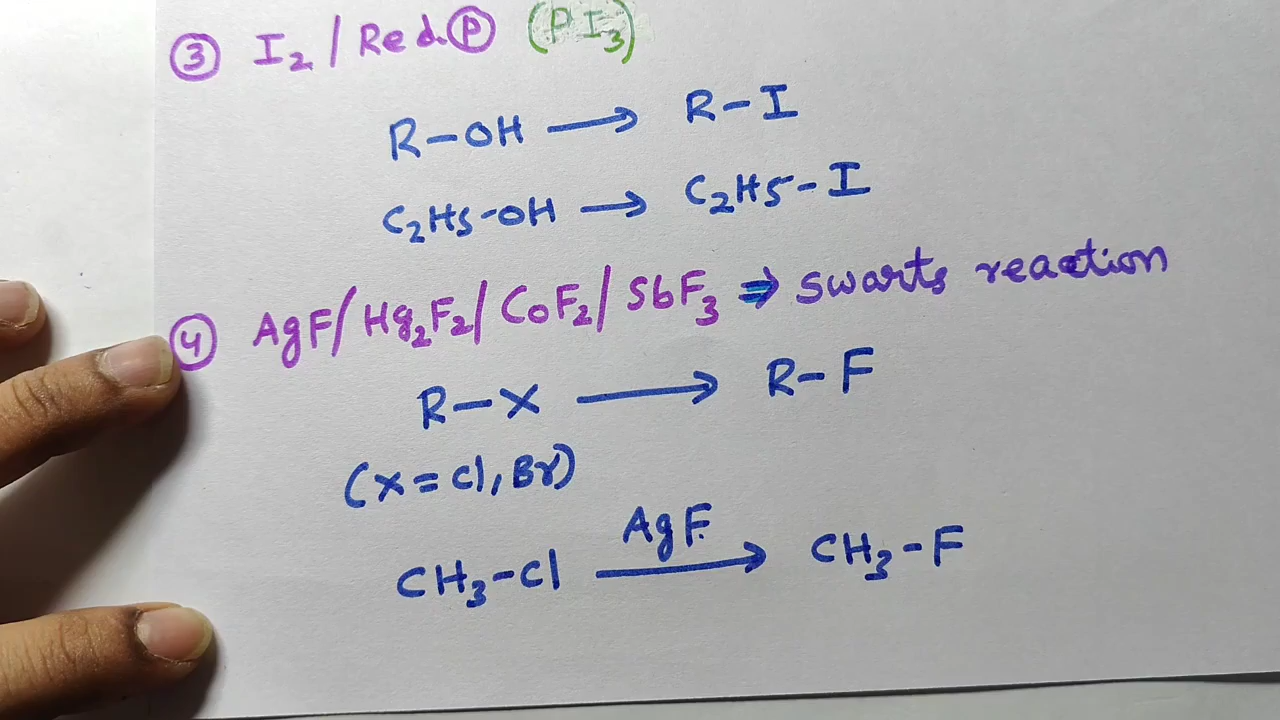 ③ I₂/Red.Ⓟ (PI₃)
R-OH → R-I
C₂H5-OH → C₂H5-I
④ AgF/Hg₂F₂/CoF₂/SbF₃ ⇒ swarts reaction
R-X → R-F
(X=Cl, Br)
AgF.
CH₃-Cl → CH₃-F